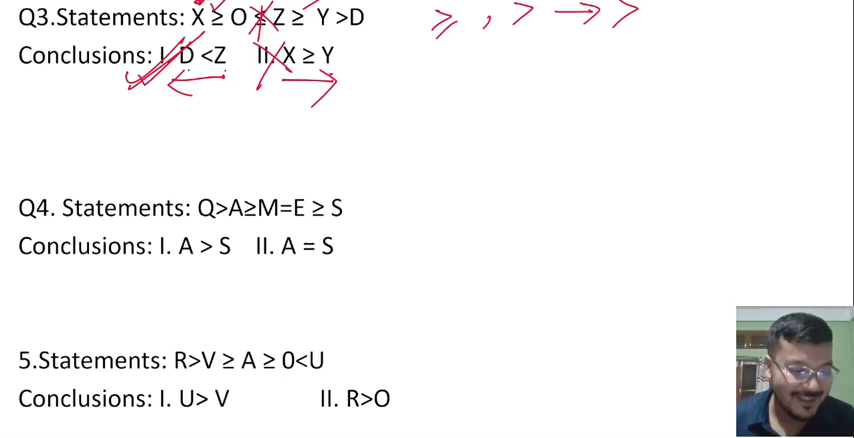 Q3.Statements: X ≥ O ≤ Z ≥ Y >D ≥ , > → >
Conclusions: I. D <Z II. X ≥ Y
Q4. Statements: Q>A≥M=E ≥ S
Conclusions: I. A > S II. A = S
5.Statements: R>V ≥ A ≥ 0<U
Conclusions: I. U> V II. R>O